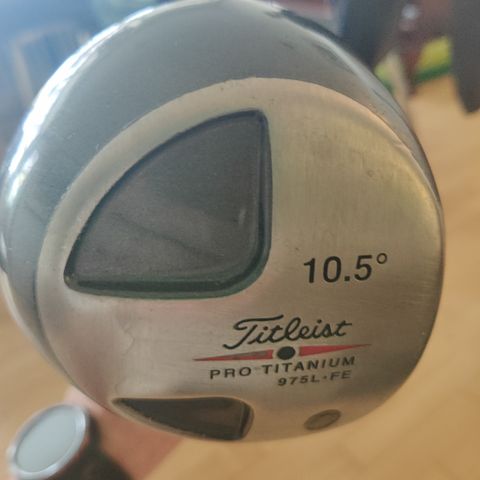 10.5°
Titleist
PRO TITANIUM
975L·FE